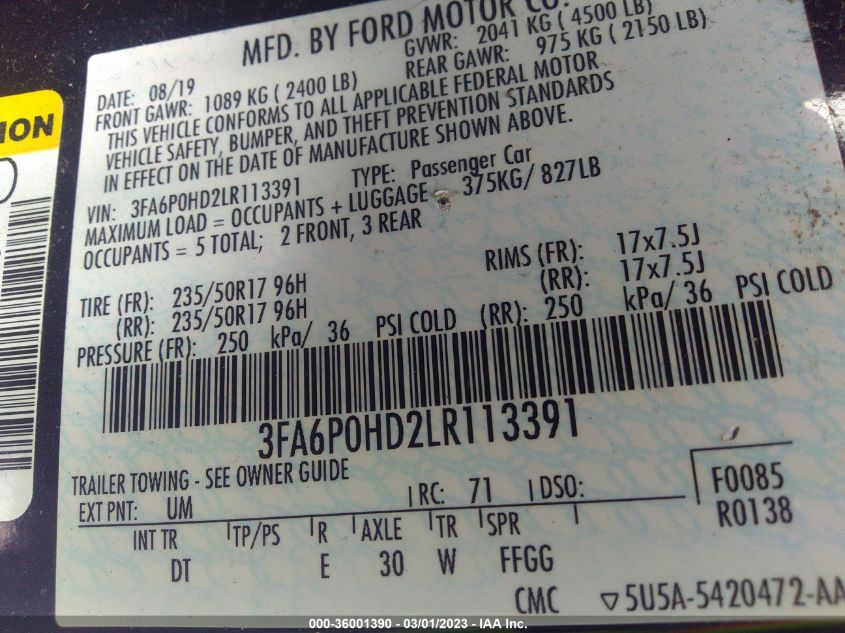 MFD. BY FORD MOTOR CO.
DATE: 08/19 GVWR: 2041 KG ( 4500 LB)
FRONT GAWR: 1089 KG ( 2400 LB) REAR GAWR: 975 KG ( 2150 LB)
THIS VEHICLE CONFORMS TO ALL APPLICABLE FEDERAL MOTOR
VEHICLE SAFETY, BUMPER, AND THEFT PREVENTION STANDARDS
IN EFFECT ON THE DATE OF MANUFACTURE SHOWN ABOVE.
VIN: 3FA6P0HD2LR113391 TYPE: Passenger Car
MAXIMUM LOAD = OCCUPANTS + LUGGAGE 375KG/ 827LB
OCCUPANTS = 5 TOTAL; 2 FRONT, 3 REAR
TIRE (FR): 235/50R17 96H RIMS (FR): 17x7.5J
(RR): 235/50R17 96H (RR): 17x7.5J
PRESSURE (FR): 250 kPa/ 36 PSI COLD (RR): 250 kPa/ 36 PSI COLD
3FA6P0HD2LR113391
TRAILER TOWING - SEE OWNER GUIDE
EXT PNT: UM RC: 71 DSO: F0085
R0138
INT TR TP/PS R AXLE TR SPR
DT E 30 W FFGG
CMC ▽5U5A-5420472-AA
ION
000-36001390 - 03/01/2023 - IAA Inc.